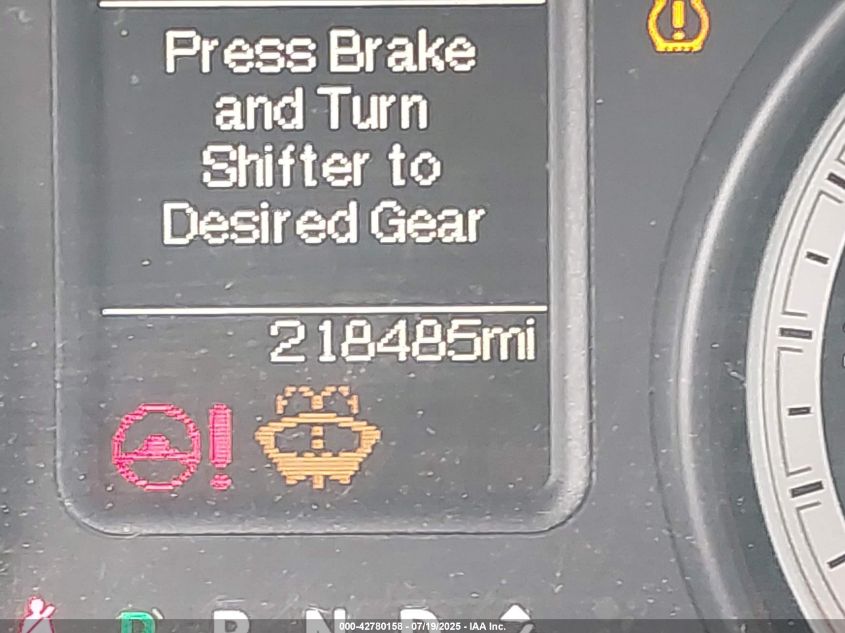 Press Brake
and Turn
Shifter to
Desired Gear
218485mi
P R N D
000-42780158 - 07/19/2025 - IAA Inc.